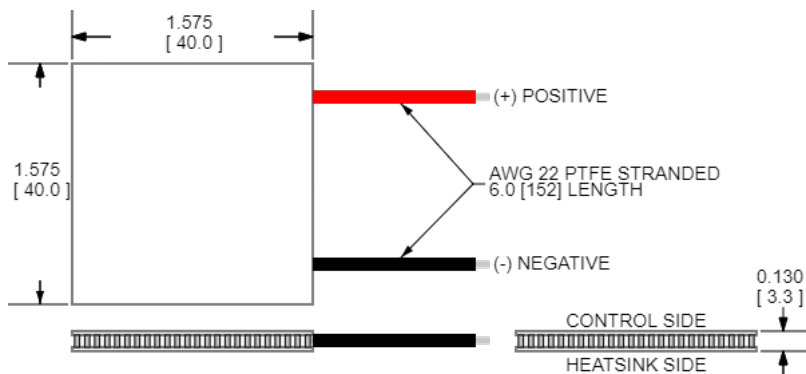 1.575
[ 40.0 ]
(+) POSITIVE
1.575
[ 40.0 ]
AWG 22 PTFE STRANDED
6.0 [152] LENGTH
(-) NEGATIVE
0.130
[ 3.3 ]
CONTROL SIDE
HEATSINK SIDE